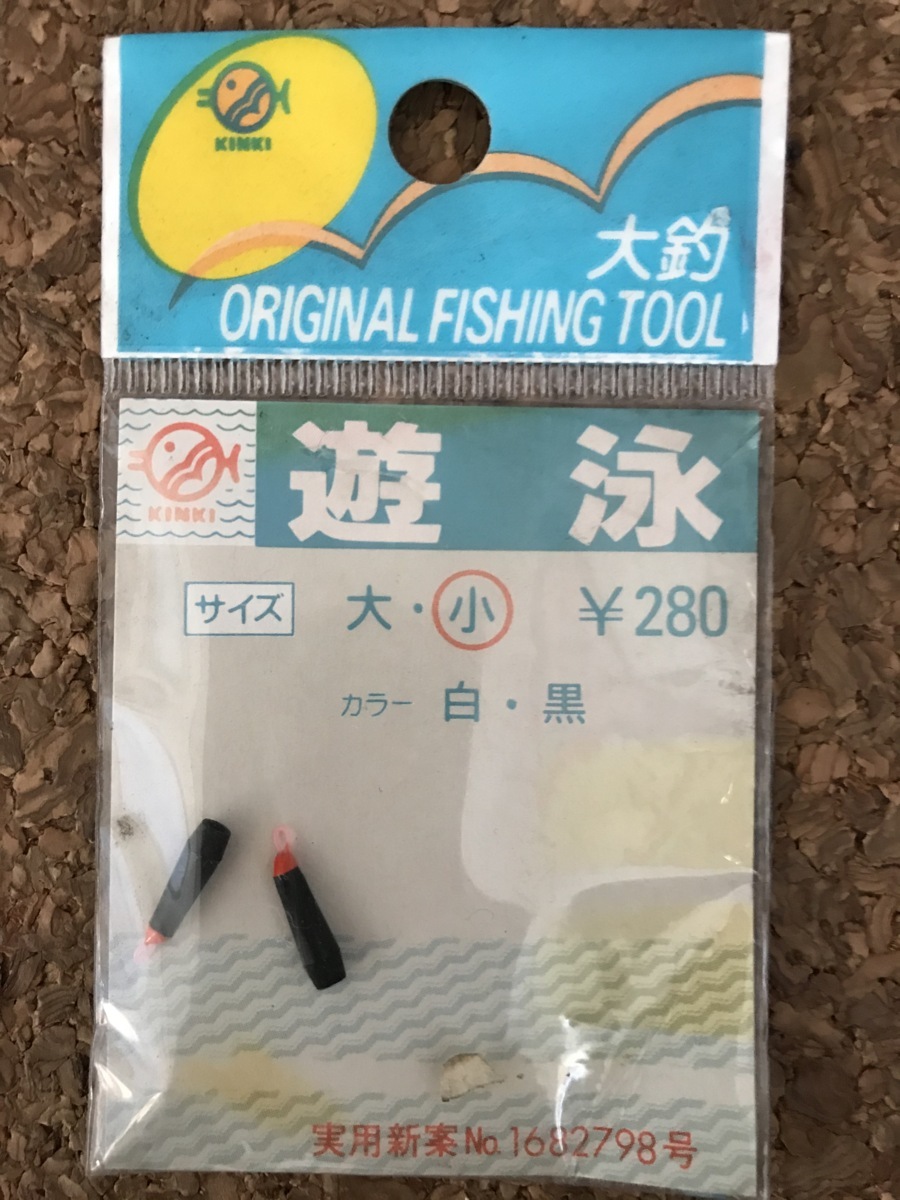 KINKI
大釣
ORIGINAL FISHING TOOL
KINKI
遊泳
サイズ 大・小 ¥280
カラー 白・黒
実用新案No.1682798号